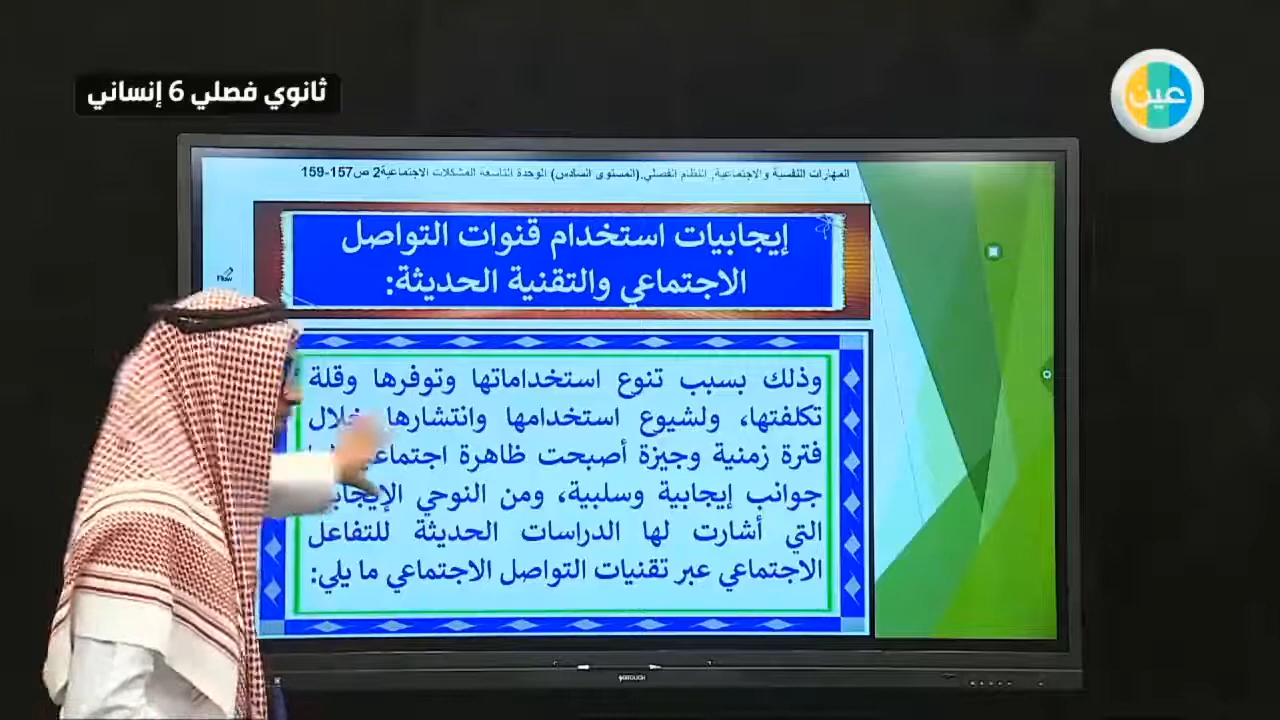 ثانوي فصلي 6 إنساني
عين
المهارات النفسية والاجتماعية, النظام الفصلي.(المستوى السادس) الوحدة التاسعة المشكلات الاجتماعية2 ص157-159
إيجابيات استخدام قنوات التواصل
الاجتماعي والتقنية الحديثة:
وذلك بسبب تنوع استخداماتها وتوفرها وقلة
تكلفتها، ولشيوع استخدامها وانتشارها خلال
فترة زمنية وجيزة أصبحت ظاهرة
جوانب إيجابية وسلبية، ومن النوحي
التي أشارت لها الدراسات الحديثة للتفاعل
الاجتماعي عبر تقنيات التواصل الاجتماعي ما يلي: